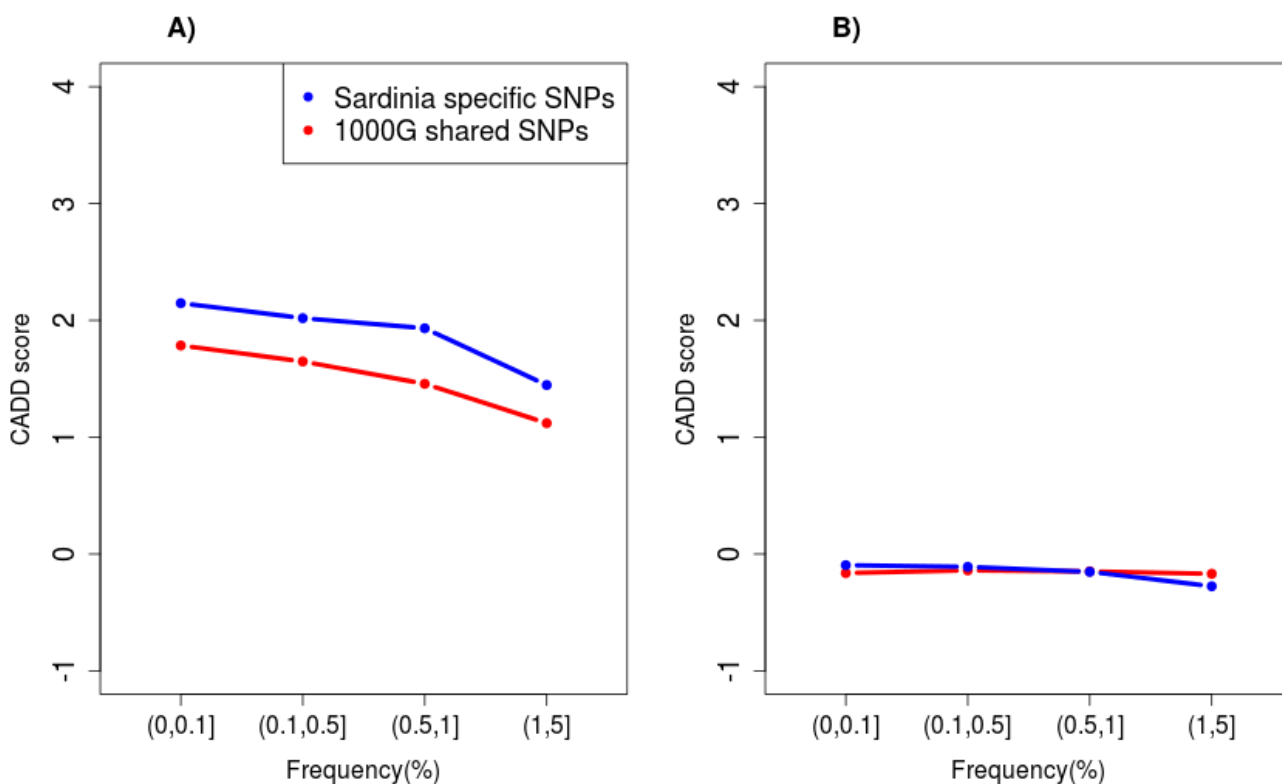 A)
Sardinia specific SNPs
1000G shared SNPs
4
3
2
1
0
-1
CADD score
(0,0.1]
(0.1,0.5]
(0.5,1]
(1,5]
Frequency(%)
B)
4
3
2
1
0
-1
CADD score
(0,0.1]
(0.1,0.5]
(0.5,1]
(1,5]
Frequency(%)